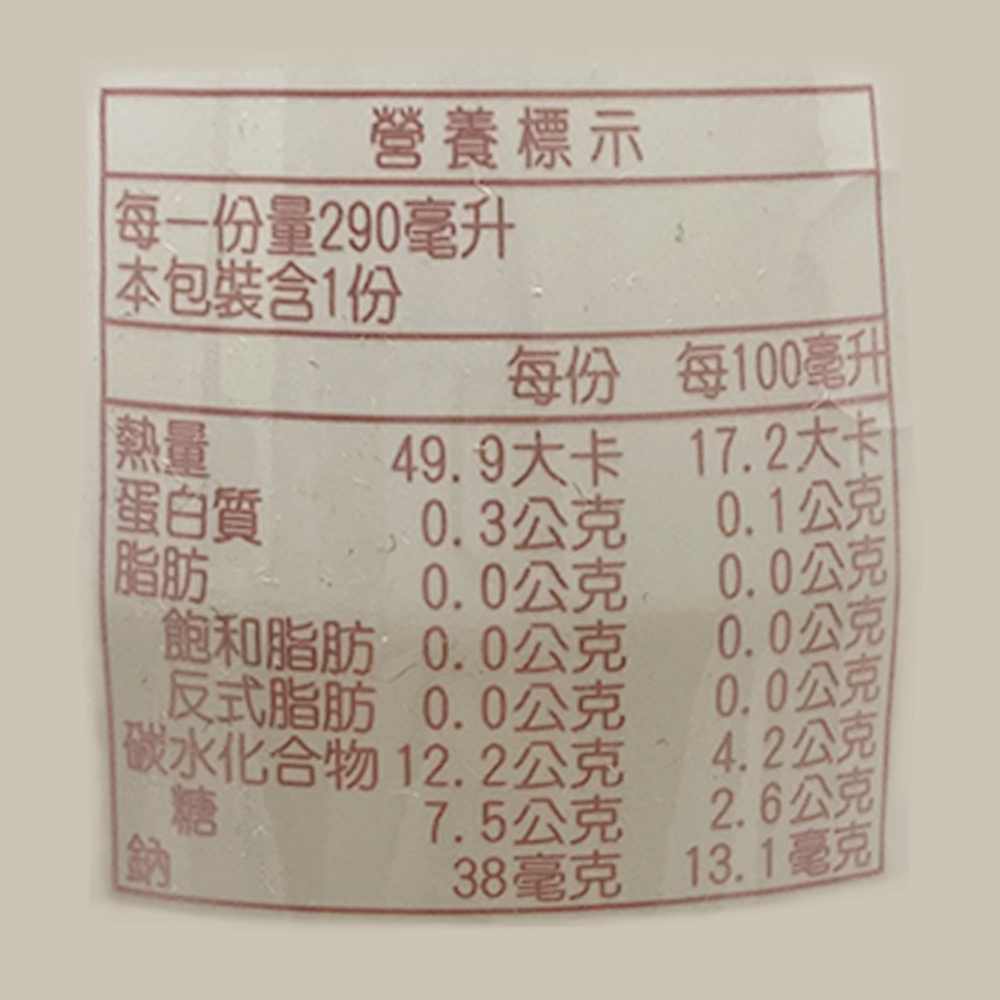 營養標示
每一份量290毫升
本包裝含1份
每份 每100毫升
熱量 49.9大卡 17.2大卡
蛋白質 0.3公克 0.1公克
脂肪 0.0公克 0.0公克
飽和脂肪 0.0公克 0.0公克
反式脂肪 0.0公克 0.0公克
碳水化合物 12.2公克 4.2公克
糖 7.5公克 2.6公克
鈉 38毫克 13.1毫克